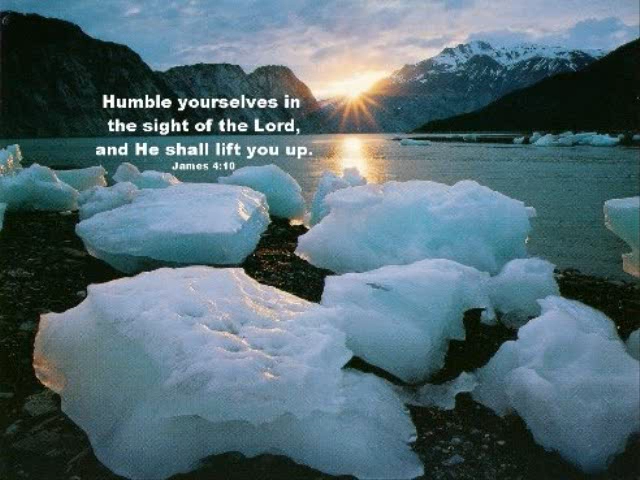 Humble yourselves in
the sight of the Lord,
and He shall lift you up.
James 4:10